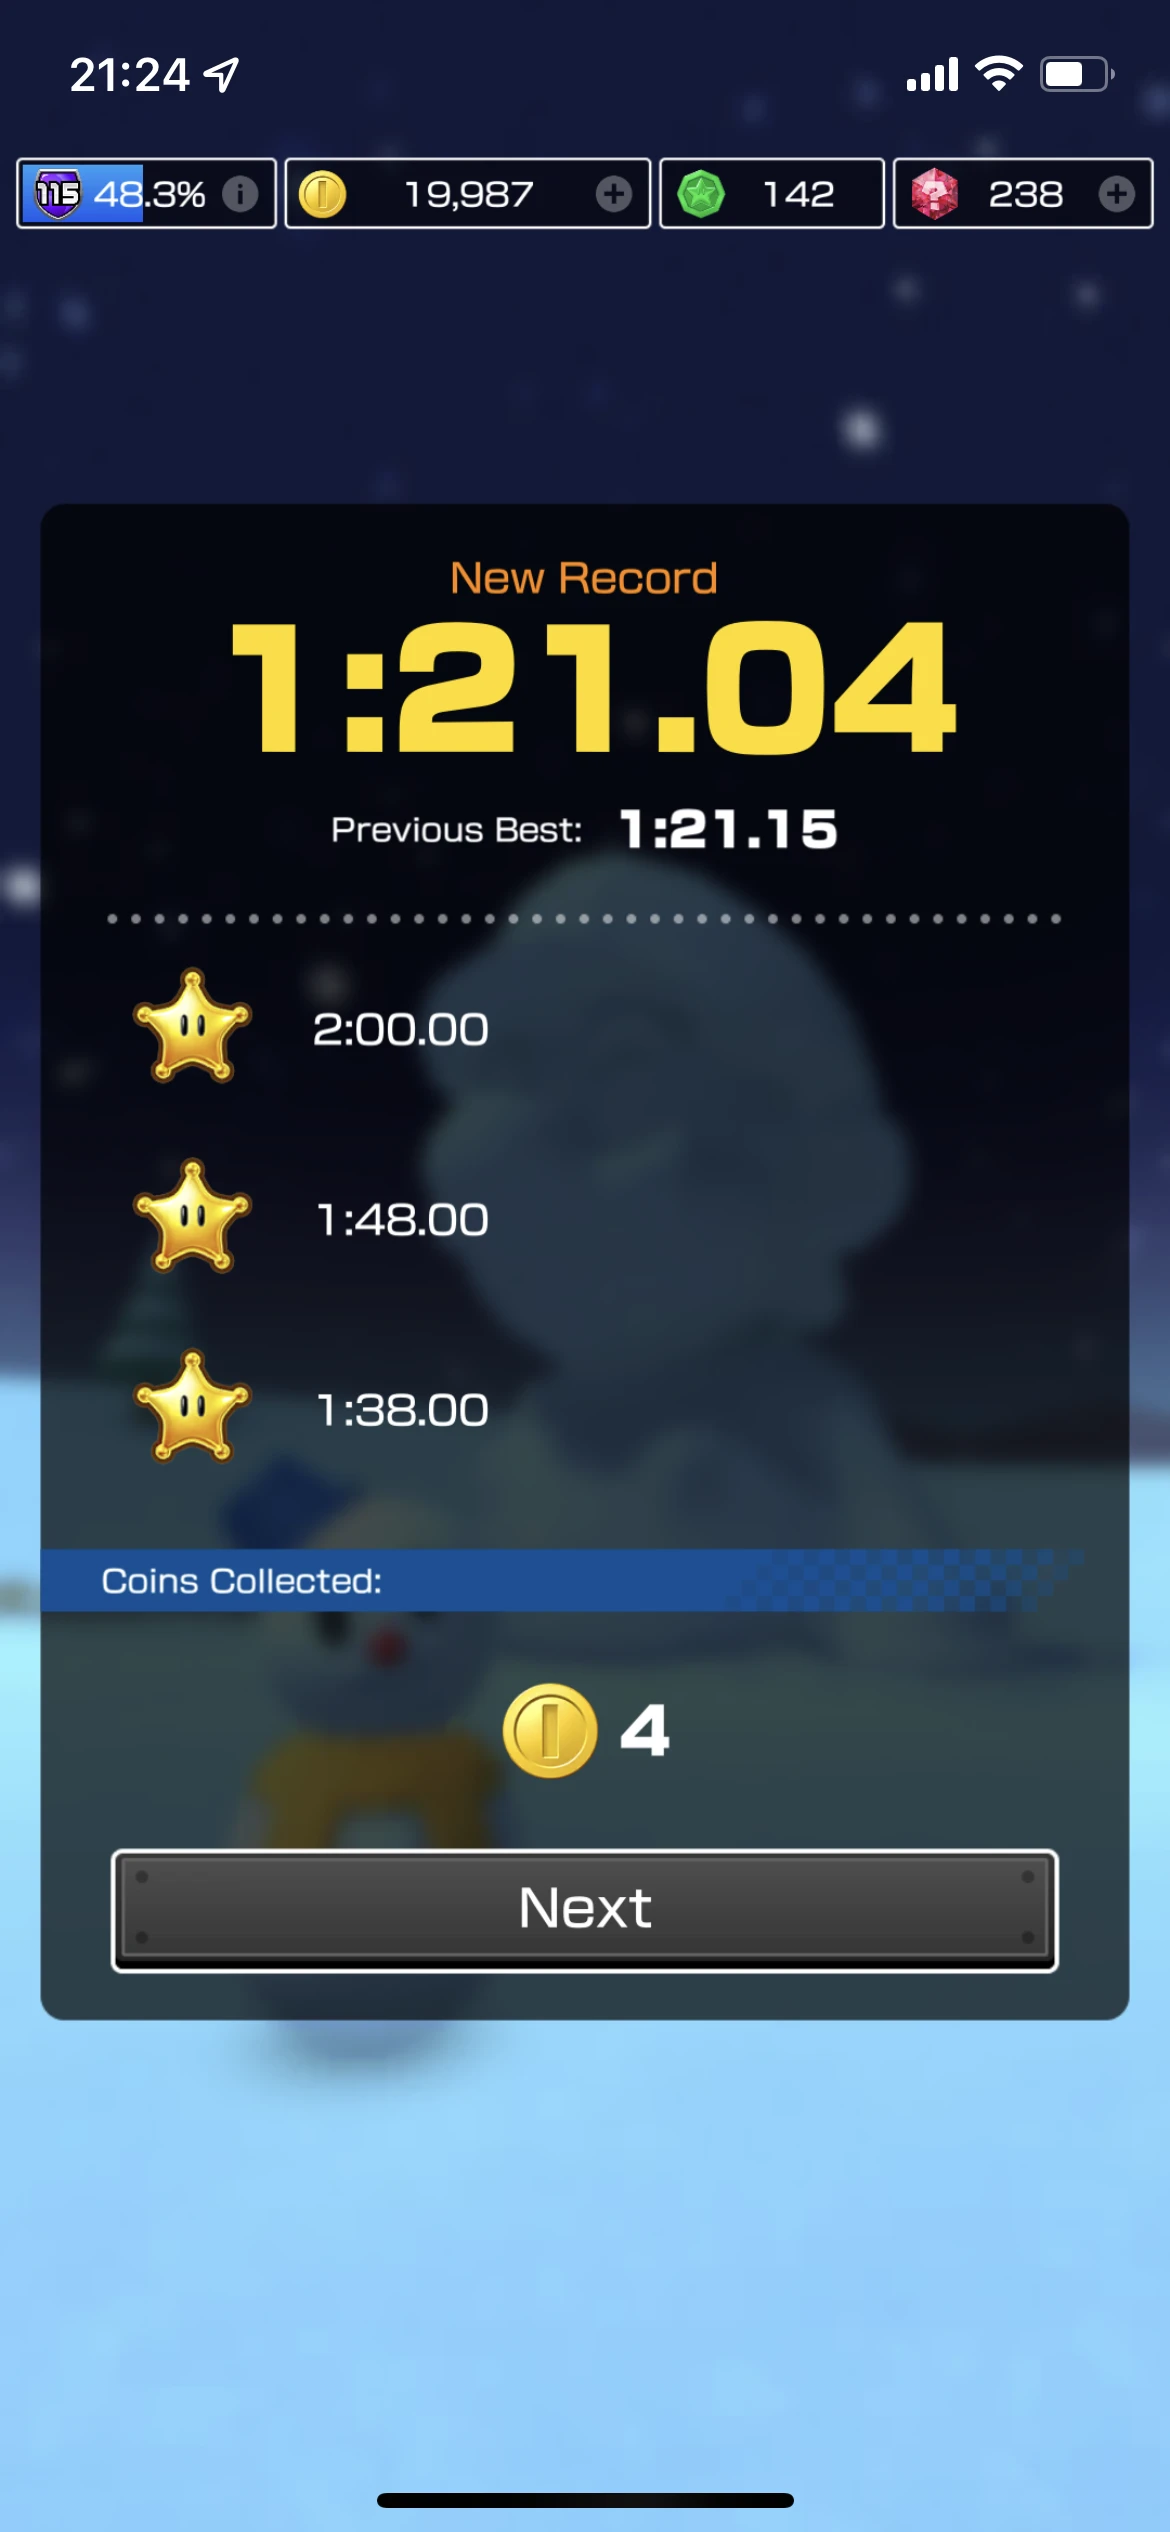 21:24
115 48.3% i 19,987 + 142 ? 238 +
New Record
1:21.04
Previous Best: 1:21.15
2:00.00
1:48.00
1:38.00
Coins Collected:
4
Next